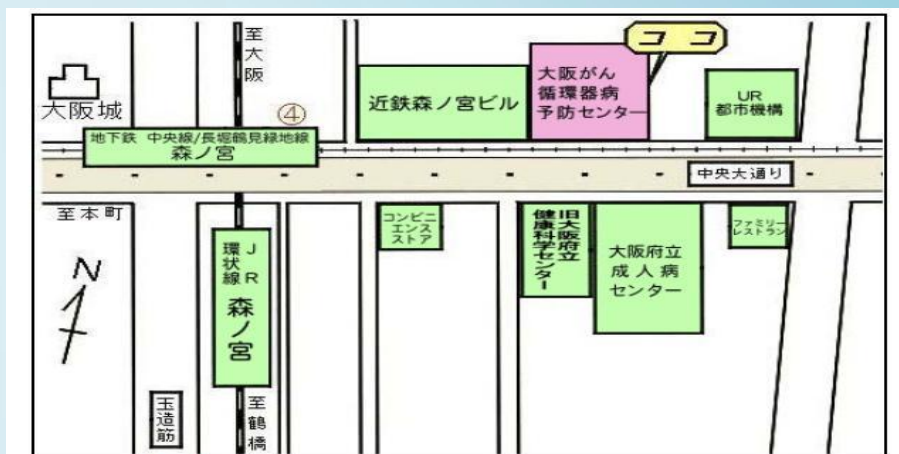 至大阪
ココ
大阪がん
循環器病
予防センター
近鉄森ノ宮ビル
UR
都市機構
大阪城
④
地下鉄 中央線/長堀鶴見緑地線
森ノ宮
中央大通り
至本町
コンビニ
エンス
ストア
旧大阪府立
健康科学センター
大阪府立
成人病
センター
ファミリー
レストラン
JR
環状線
森ノ宮
N
玉造筋
至鶴橋